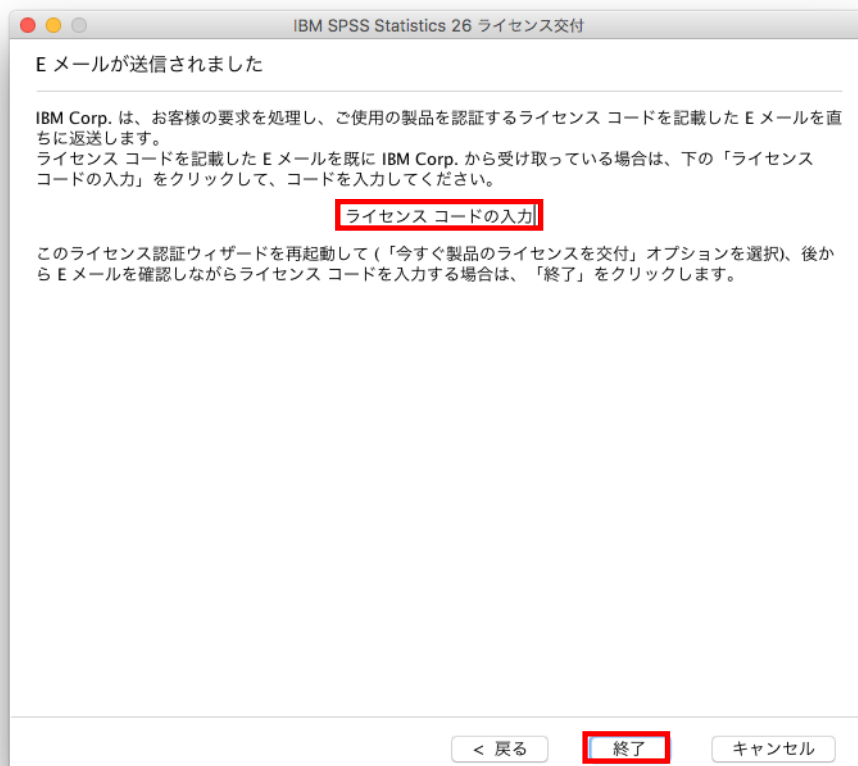 IBM SPSS Statistics 26 ライセンス交付
E メールが送信されました
IBM Corp. は、お客様の要求を処理し、ご使用の製品を認証するライセンス コードを記載した E メールを直
ちに返送します。
ライセンス コードを記載した E メールを既に IBM Corp. から受け取っている場合は、下の「ライセンス
コードの入力」をクリックして、コードを入力してください。
ライセンス コードの入力
このライセンス認証ウィザードを再起動して (「今すぐ製品のライセンスを交付」オプションを選択)、後か
ら E メールを確認しながらライセンス コードを入力する場合は、「終了」をクリックします。
< 戻る 終了 キャンセル